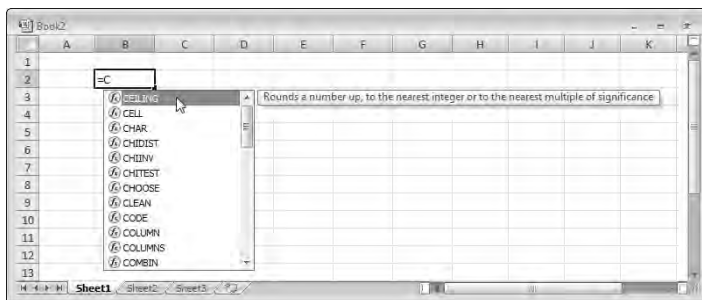 Book2
A B C D E F G H I J K
1
2 =C
3 CEILING Rounds a number up, to the nearest integer or to the nearest multiple of significance
4 CELL
5 CHAR
6 CHIDIST
CHIINV
7 CHITEST
8 CHOOSE
9 CLEAN
10 CODE
11 COLUMN
12 COLUMNS
13 COMBIN
Sheet1 Sheet2 Sheet3